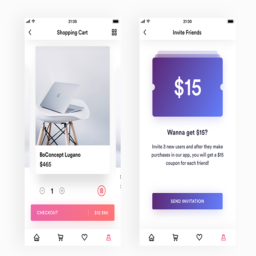 21:00
Shopping Cart
BoConcept Lugano
$465
1
CHECKOUT
21:00
Invite Friends
$15
Wanna get $15?
Invite 3 new users and after they make
purchases in our app, you will get a $15
coupon for each friend!
SEND INVITATION